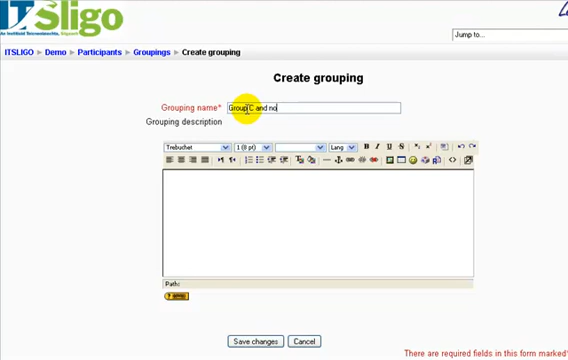 ITSligo
Jump to...
ITSLIGO ► Demo ► Participants ► Groupings ► Create grouping
Create grouping
Grouping name* Group C and no
Grouping description
Trebuchet 1 (8 pt) Lang B I U S
Path:
Save changes Cancel
There are required fields in this form marked*